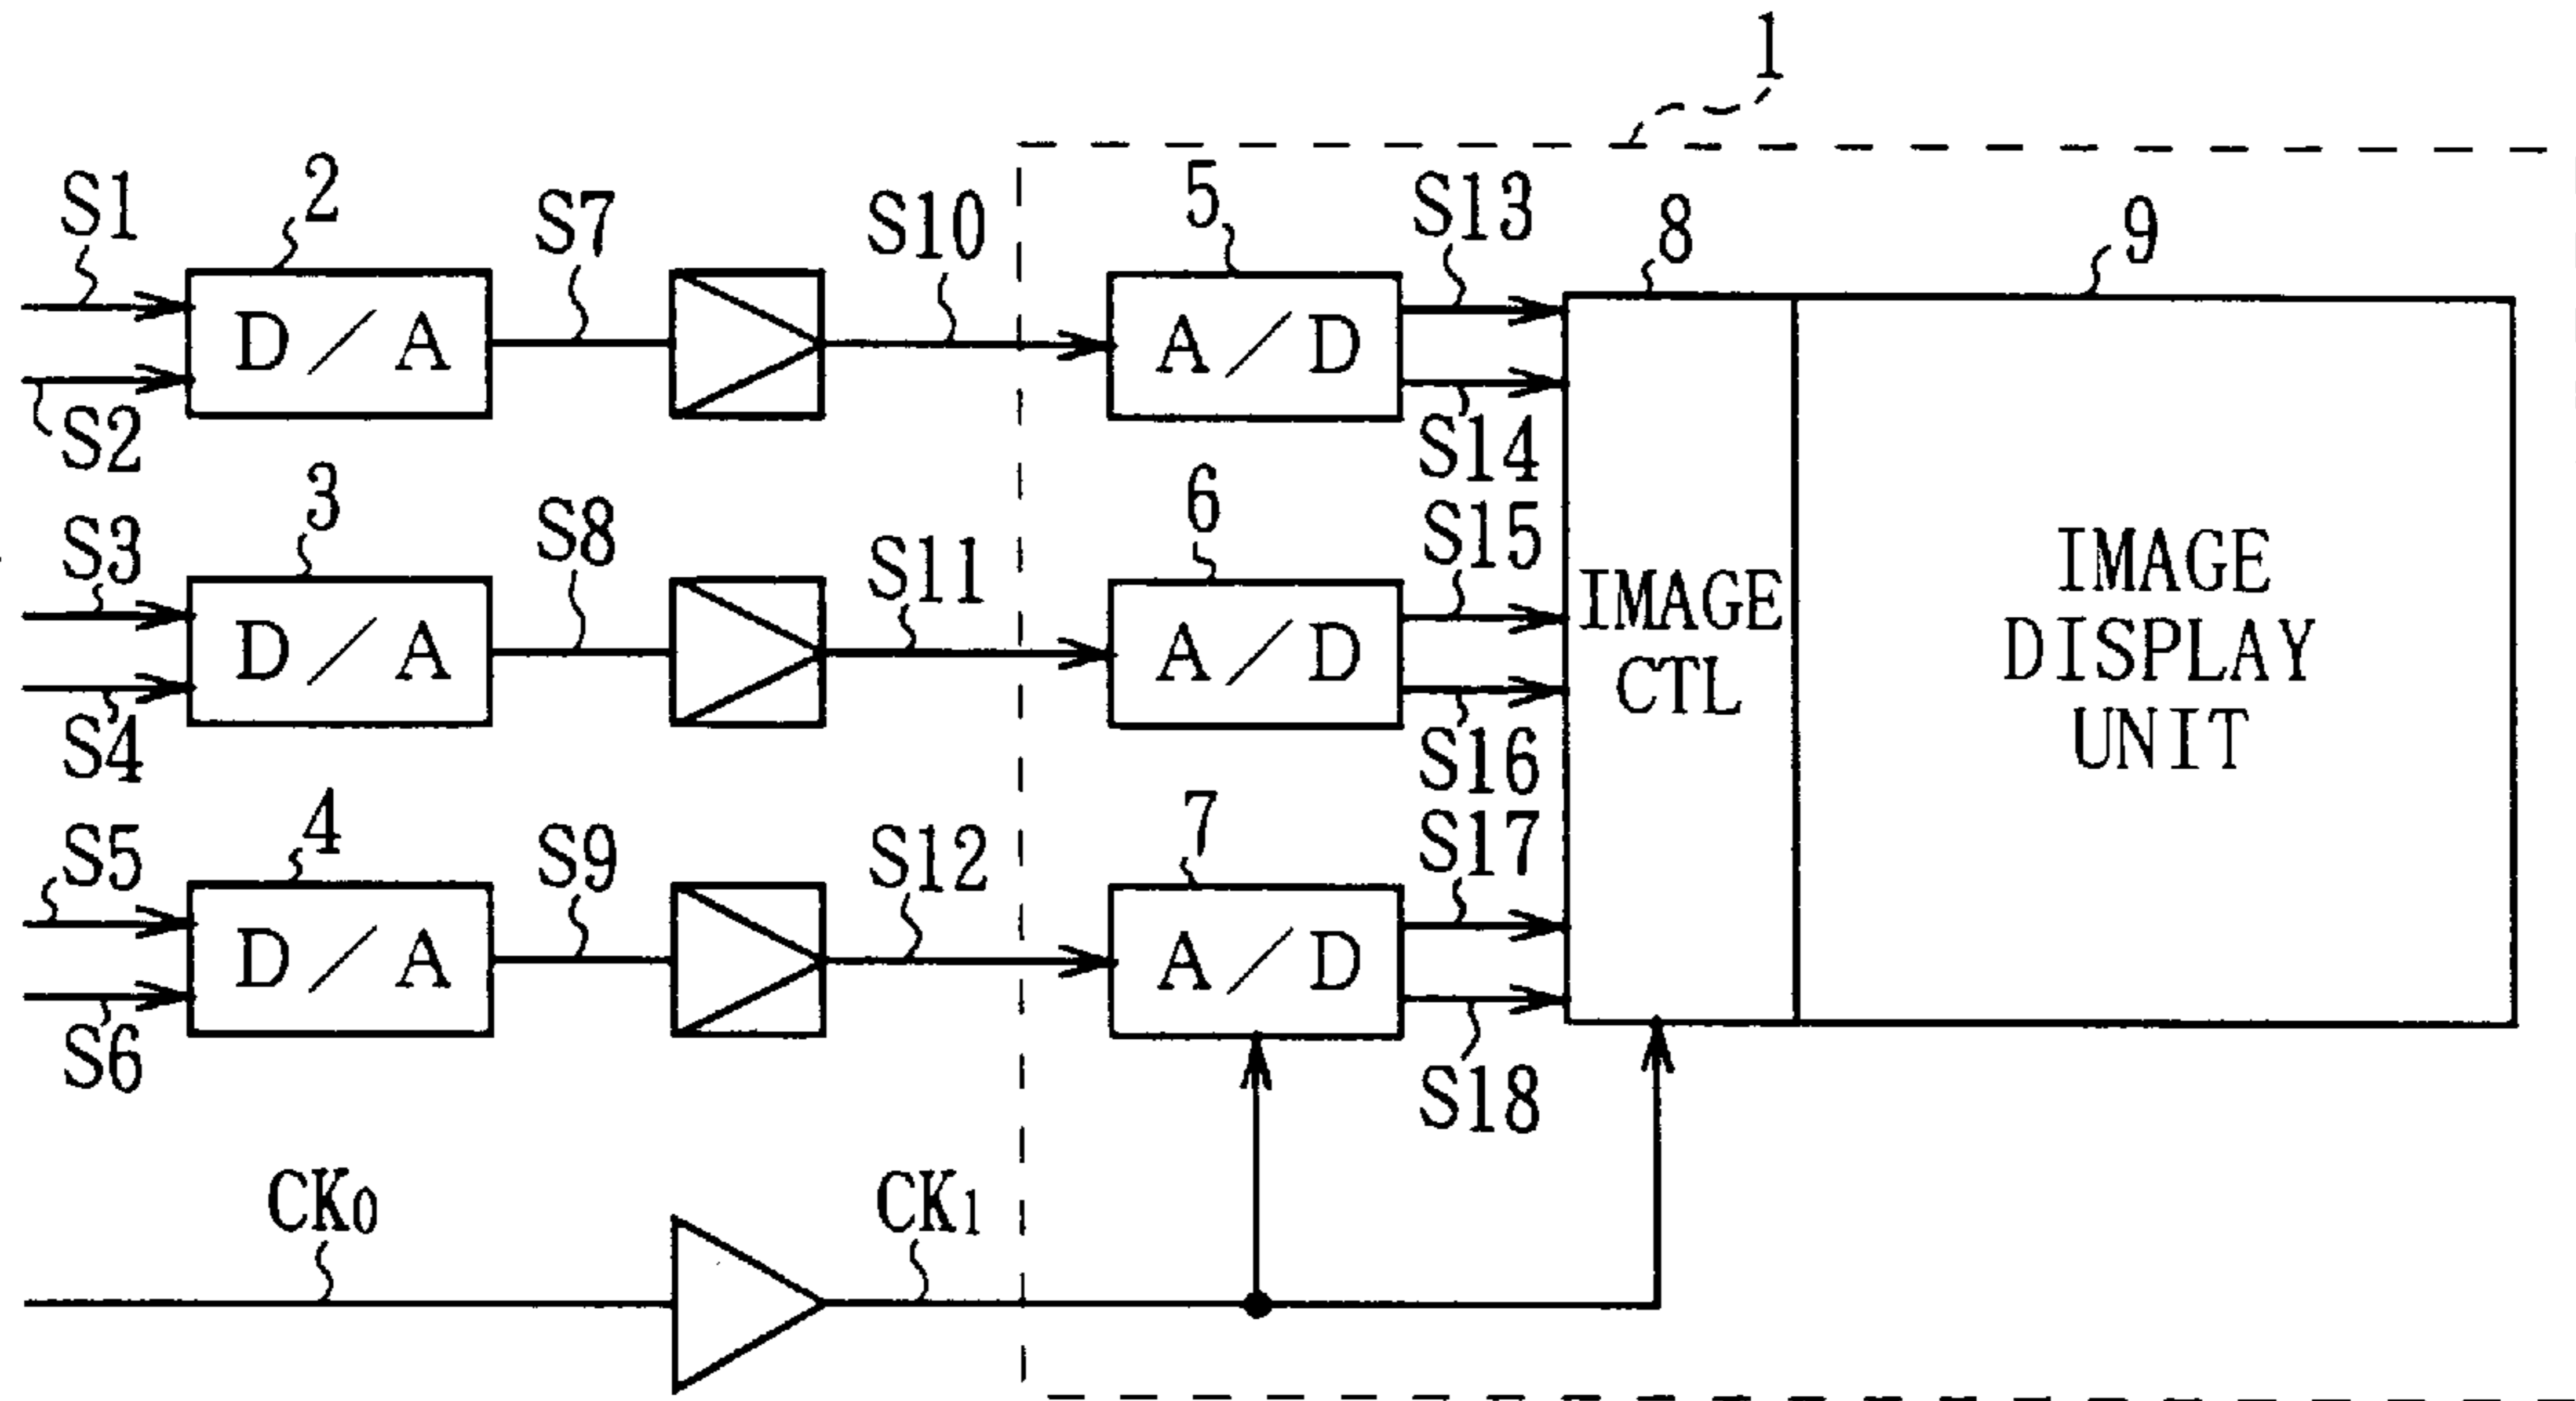 1
S1
2
S7
S10
5
S13
8
9
D/A
A/D
S2
S14
S3
3
S8
S11
6
S15
D/A
A/D
IMAGE
CTL
IMAGE
DISPLAY
UNIT
S4
S16
S5
4
S9
S12
7
S17
D/A
A/D
S6
S18
CK0
CK1